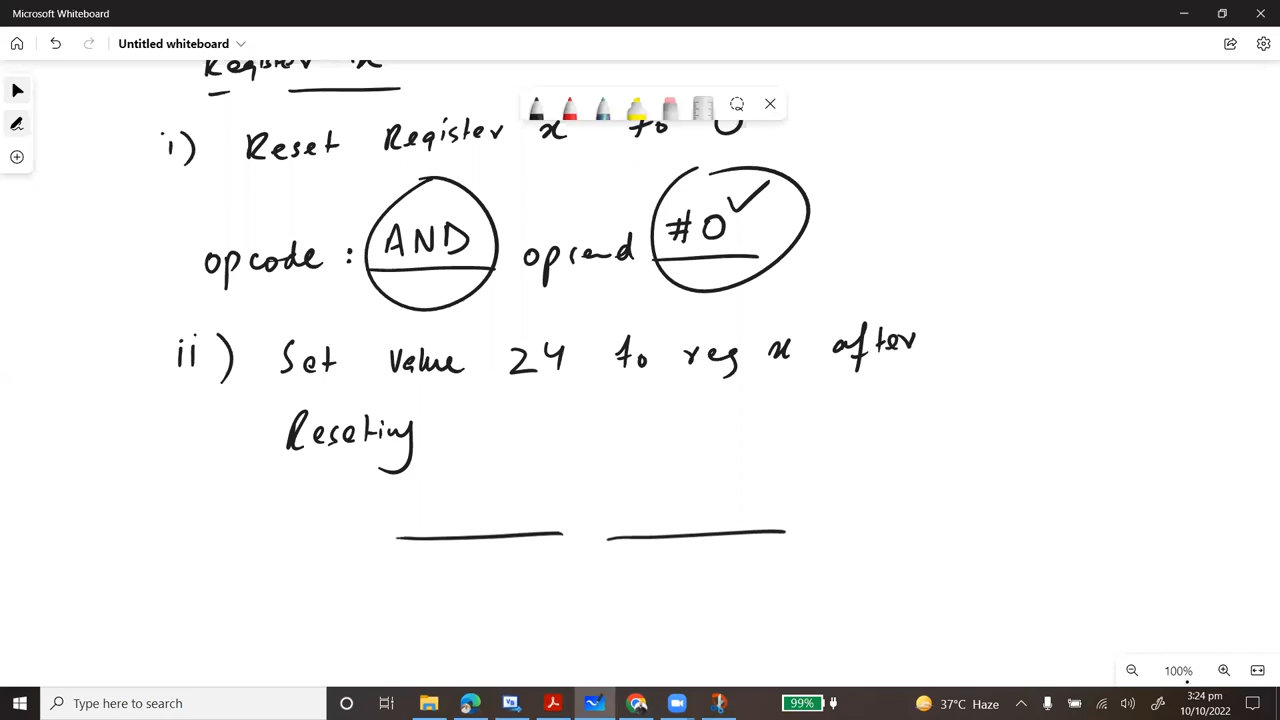 Microsoft Whiteboard
Untitled whiteboard
Register x
i) Reset Register x to 0
opcode : AND operand #0
ii) Set value 24 to reg x after
Reseting
100%
Type here to search
99%
37°C Haze
3:24 pm
10/10/2022